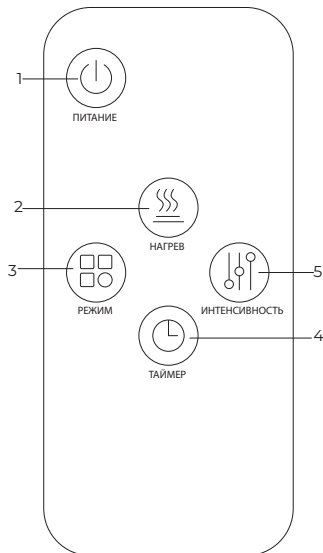 1
ПИТАНИЕ
2
НАГРЕВ
3
5
РЕЖИМ
ИНТЕНСИВНОСТЬ
4
ТАЙМЕР